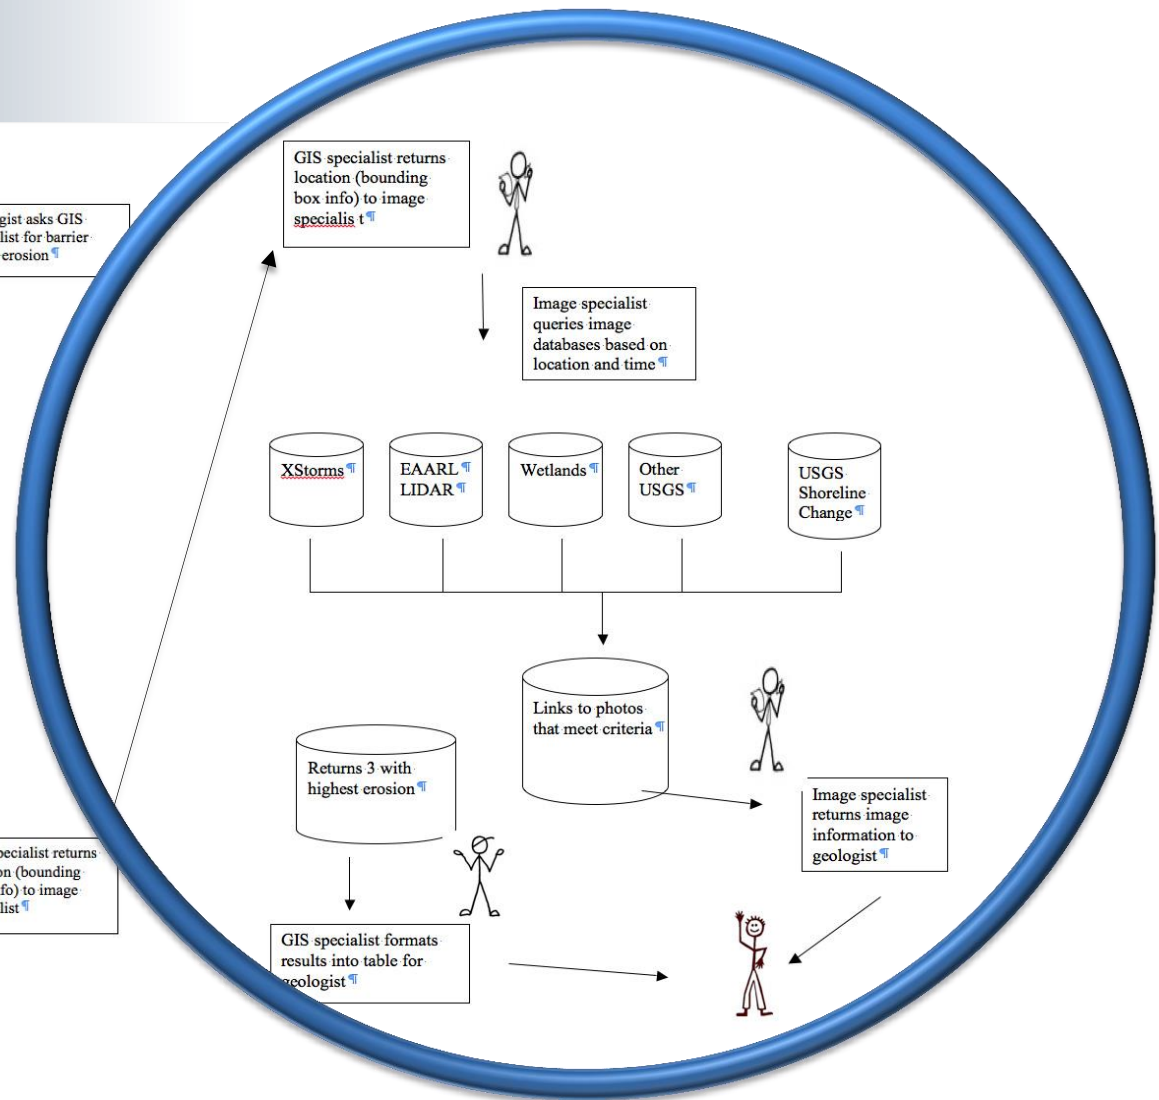 GIS specialist returns
location (bounding
box info) to image
specialis t¶
gist asks GIS
list for barrier
erosion¶
Image specialist
queries image
databases based on
location and time¶
XStorms¶
EAARL¶
LIDAR¶
Wetlands¶
Other
USGS¶
USGS
Shoreline
Change¶
Links to photos
that meet criteria¶
Returns 3 with
highest erosion¶
Image specialist
returns image
information to
geologist¶
pecialist returns
on (bounding
fo) to image
list¶
GIS specialist formats
results into table for
geologist¶